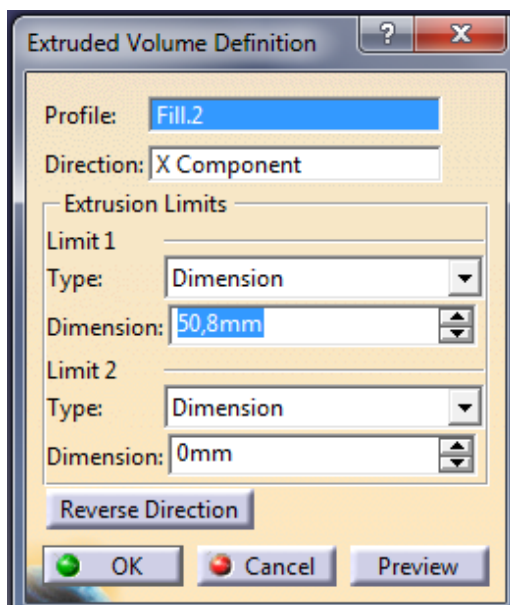 Extruded Volume Definition ? X
Profile: Fill.2
Direction: X Component
Extrusion Limits
Limit 1
Type: Dimension
Dimension: 50,8mm
Limit 2
Type: Dimension
Dimension: 0mm
Reverse Direction
OK Cancel Preview